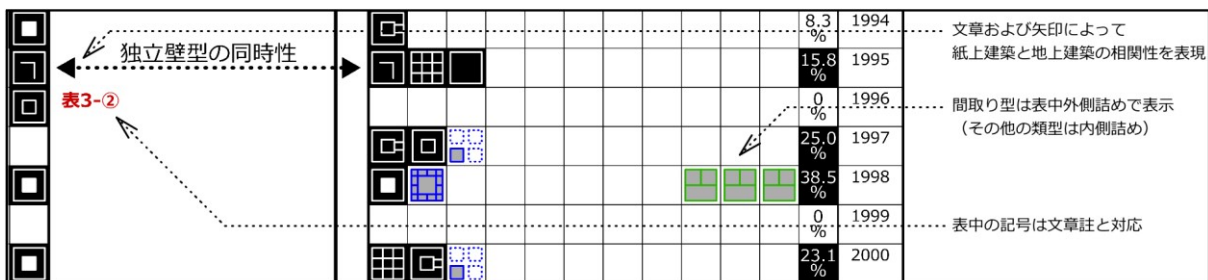 8.3 % 1994
独立壁型の同時性
15.8 % 1995
表3-②
0 % 1996
25.0 % 1997
38.5 % 1998
0 % 1999
23.1 % 2000
文章および矢印によって
紙上建築と地上建築の相関性を表現
間取り型は表中外側詰めで表示
（その他の類型は内側詰め）
表中の記号は文章註と対応